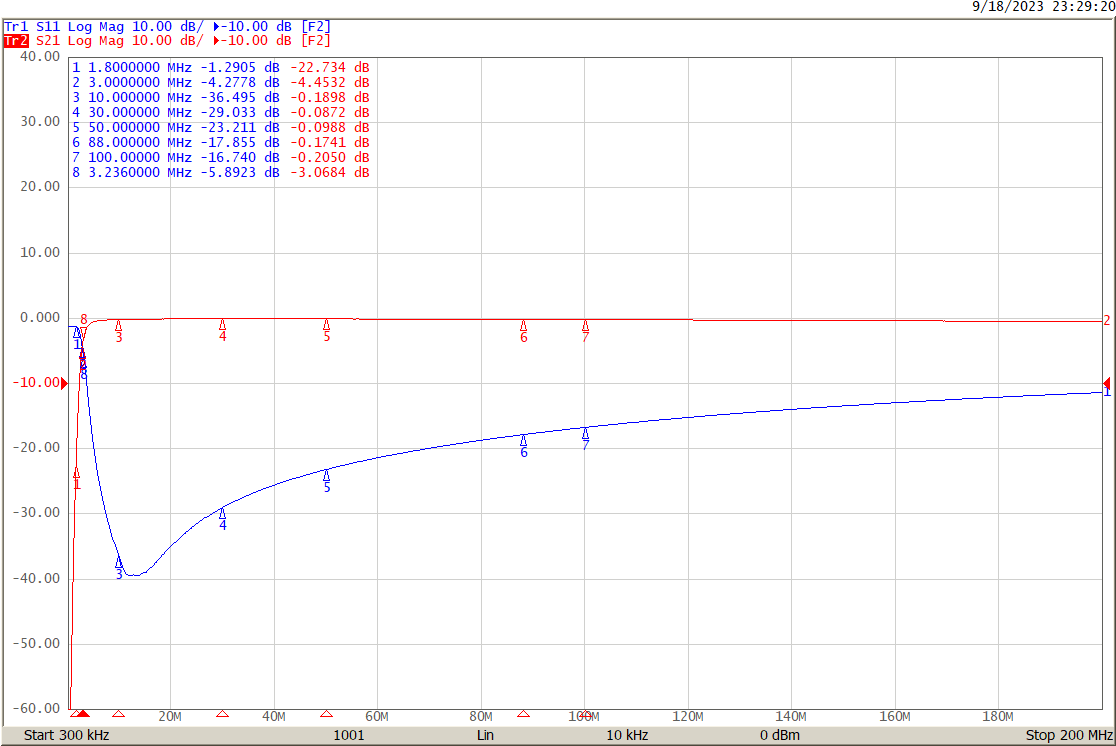 9/18/2023 23:29:20
Tr1 S11 Log Mag 10.00 dB/ -10.00 dB [F2]
Tr2 S21 Log Mag 10.00 dB/ -10.00 dB [F2]
40.00
1 1.8000000 MHz -1.2905 dB -22.734 dB
2 3.0000000 MHz -4.2778 dB -4.4532 dB
3 10.000000 MHz -36.495 dB -0.1898 dB
4 30.000000 MHz -29.033 dB -0.0872 dB
5 50.000000 MHz -23.211 dB -0.0988 dB
6 88.000000 MHz -17.855 dB -0.1741 dB
7 100.00000 MHz -16.740 dB -0.2050 dB
8 3.2360000 MHz -5.8923 dB -3.0684 dB
30.00
20.00
10.00
0.000
8
2
3 4 5 6 7
1
8
-10.00
1
-20.00
6 7
1
5
-30.00
4
3
-40.00
-50.00
-60.00
20M 40M 60M 80M 100M 120M 140M 160M 180M
Start 300 kHz 1001 Lin 10 kHz 0 dBm Stop 200 MHz